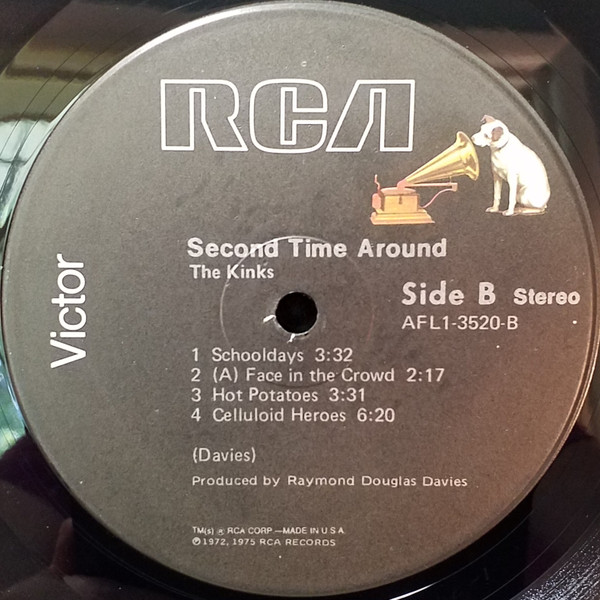 RCA
Victor
Second Time Around
The Kinks
Side B Stereo
AFL1-3520-B
1 Schooldays 3:32
2 (A) Face in the Crowd 2:17
3 Hot Potatoes 3:31
4 Celluloid Heroes 6:20
(Davies)
Produced by Raymond Douglas Davies
TM(s) ® RCA CORP.—MADE IN U.S.A.
℗ 1972, 1975 RCA RECORDS